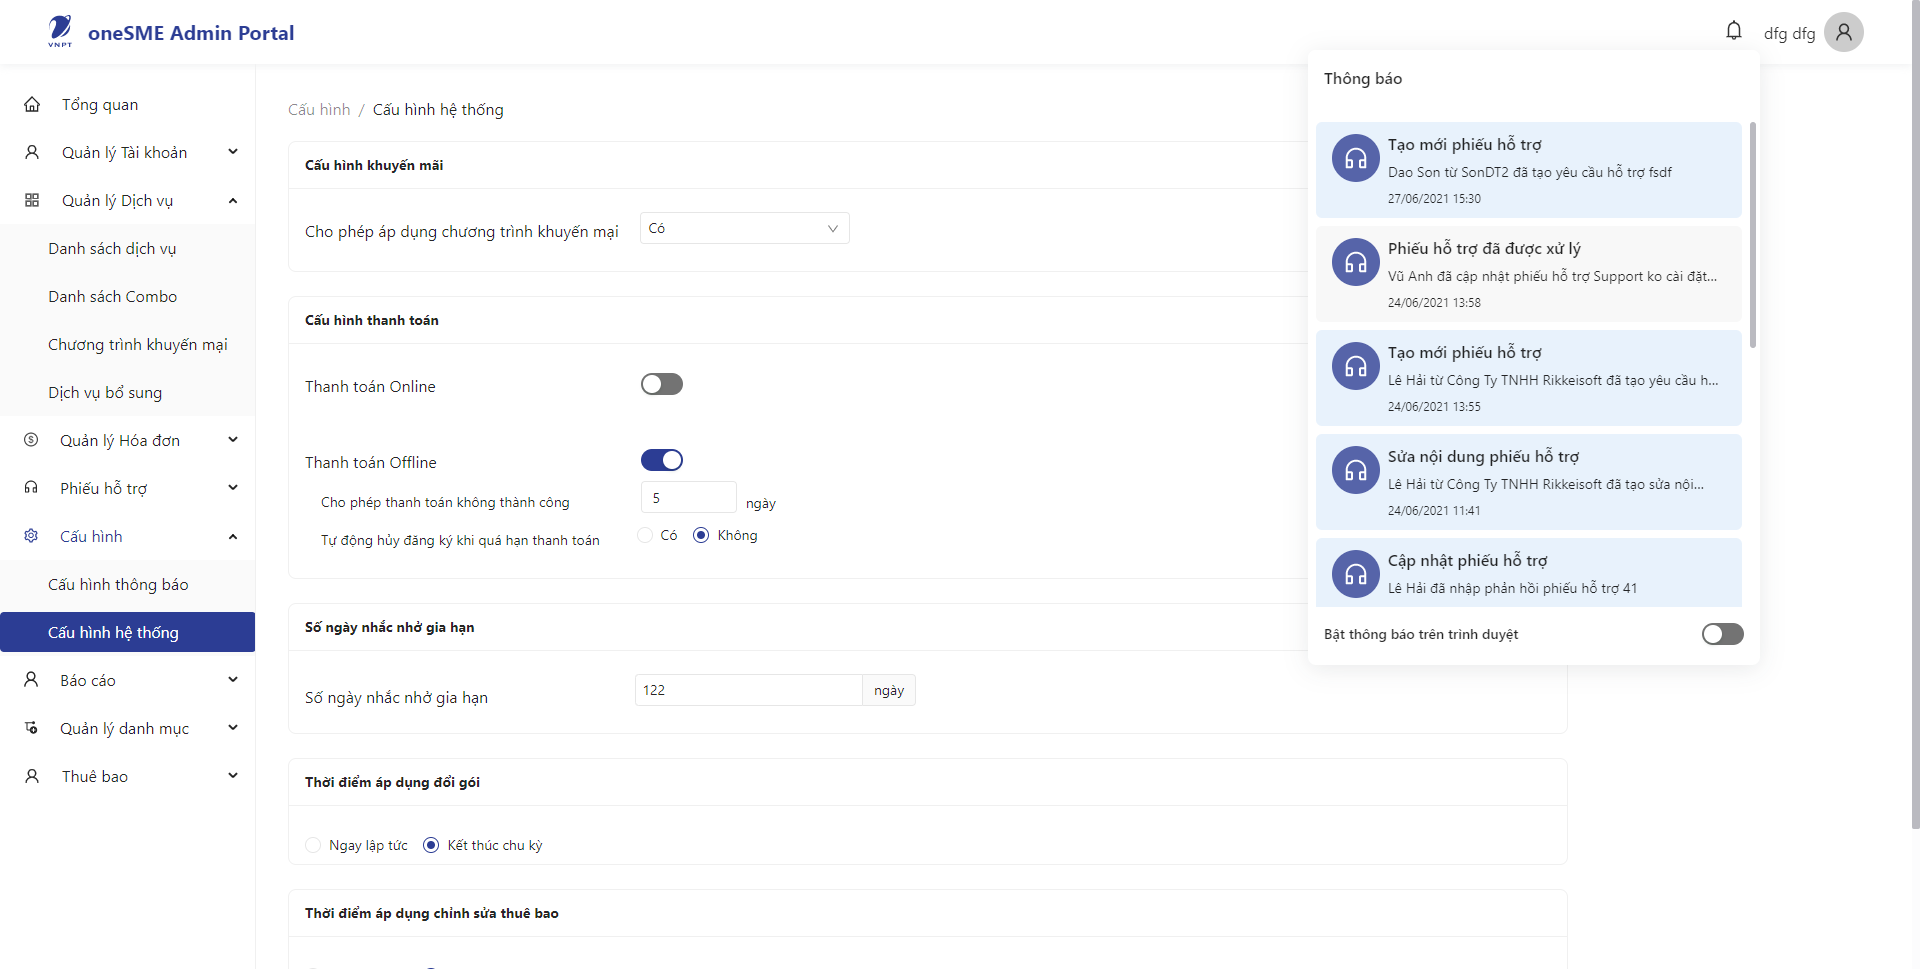 VNPT
oneSME Admin Portal
dfg dfg
Tổng quan
Quản lý Tài khoản
Quản lý Dịch vụ
Danh sách dịch vụ
Danh sách Combo
Chương trình khuyến mại
Dịch vụ bổ sung
Quản lý Hóa đơn
Phiếu hỗ trợ
Cấu hình
Cấu hình thông báo
Cấu hình hệ thống
Báo cáo
Quản lý danh mục
Thuê bao
Cấu hình / Cấu hình hệ thống
Cấu hình khuyến mãi
Cho phép áp dụng chương trình khuyến mại
Có
Cấu hình thanh toán
Thanh toán Online
Thanh toán Offline
Cho phép thanh toán không thành công
5
ngày
Tự động hủy đăng ký khi quá hạn thanh toán
Có
Không
Số ngày nhắc nhở gia hạn
Số ngày nhắc nhở gia hạn
122
ngày
Thời điểm áp dụng đổi gói
Ngay lập tức
Kết thúc chu kỳ
Thời điểm áp dụng chỉnh sửa thuê bao
Thông báo
Tạo mới phiếu hỗ trợ
Dao Son từ SonDT2 đã tạo yêu cầu hỗ trợ fsdf
27/06/2021 15:30
Phiếu hỗ trợ đã được xử lý
Vũ Anh đã cập nhật phiếu hỗ trợ Support ko cài đặt...
24/06/2021 13:58
Tạo mới phiếu hỗ trợ
Lê Hải từ Công Ty TNHH Rikkeisoft đã tạo yêu cầu h...
24/06/2021 13:55
Sửa nội dung phiếu hỗ trợ
Lê Hải từ Công Ty TNHH Rikkeisoft đã tạo sửa nội...
24/06/2021 11:41
Cập nhật phiếu hỗ trợ
Lê Hải đã nhập phản hồi phiếu hỗ trợ 41
Bật thông báo trên trình duyệt